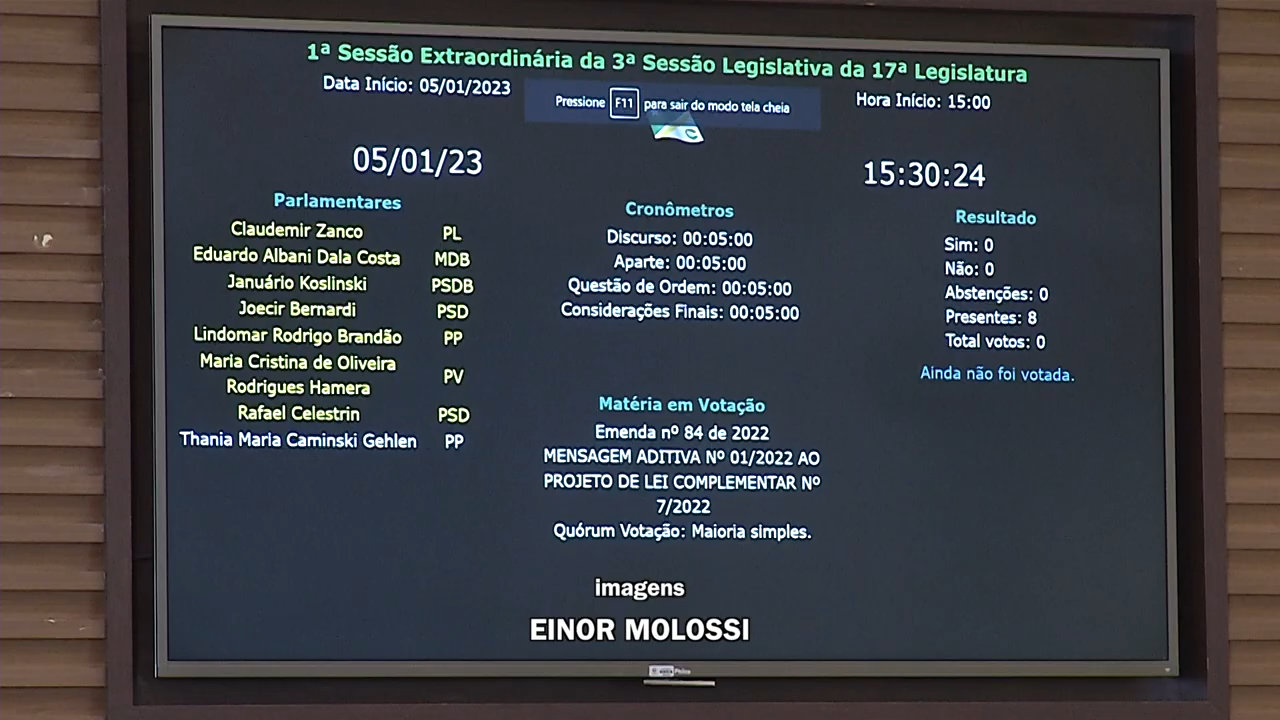 1ª Sessão Extraordinária da 3ª Sessão Legislativa da 17ª Legislatura
Data Início: 05/01/2023
Pressione F11 para sair do modo tela cheia
Hora Início: 15:00
05/01/23
15:30:24
Parlamentares
Claudemir Zanco PL
Eduardo Albani Dala Costa MDB
Januário Koslinski PSDB
Joecir Bernardi PSD
Lindomar Rodrigo Brandão PP
Maria Cristina de Oliveira
Rodrigues Hamera PV
Rafael Celestrin PSD
Thania Maria Caminski Gehlen PP
Cronômetros
Discurso: 00:05:00
Aparte: 00:05:00
Questão de Ordem: 00:05:00
Considerações Finais: 00:05:00
Matéria em Votação
Emenda nº 84 de 2022
MENSAGEM ADITIVA Nº 01/2022 AO
PROJETO DE LEI COMPLEMENTAR Nº
7/2022
Quórum Votação: Maioria simples.
Resultado
Sim: 0
Não: 0
Abstenções: 0
Presentes: 8
Total votos: 0
Ainda não foi votada.
imagens
EINOR MOLOSSI